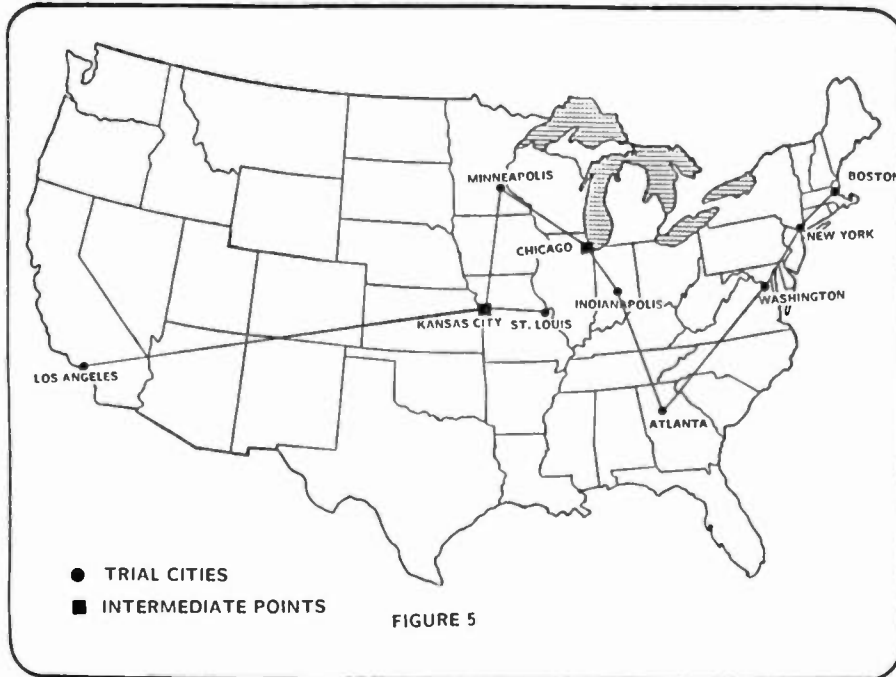 MINNEAPOLIS
BOSTON
CHICAGO
NEW YORK
INDIANAPOLIS
WASHINGTON
KANSAS CITY
ST. LOUIS
LOS ANGELES
ATLANTA
TRIAL CITIES
INTERMEDIATE POINTS
FIGURE 5